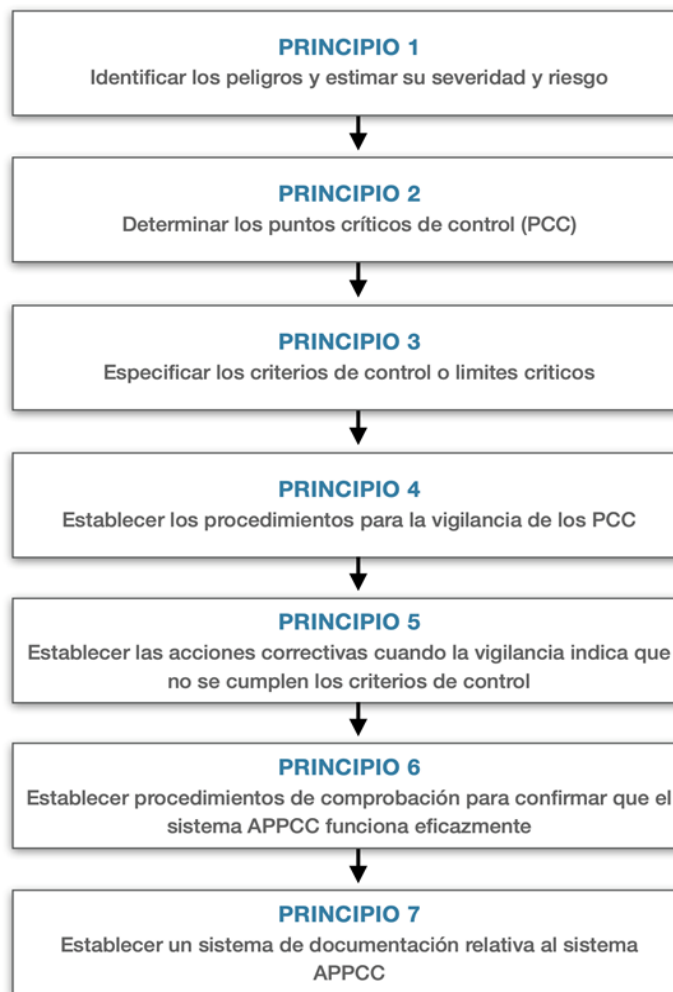 PRINCIPIO 1
Identificar los peligros y estimar su severidad y riesgo
PRINCIPIO 2
Determinar los puntos críticos de control (PCC)
PRINCIPIO 3
Especificar los criterios de control o limites criticos
PRINCIPIO 4
Establecer los procedimientos para la vigilancia de los PCC
PRINCIPIO 5
Establecer las acciones correctivas cuando la vigilancia indica que
no se cumplen los criterios de control
PRINCIPIO 6
Establecer procedimientos de comprobación para confirmar que el
sistema APPCC funciona eficazmente
PRINCIPIO 7
Establecer un sistema de documentación relativa al sistema
APPCC